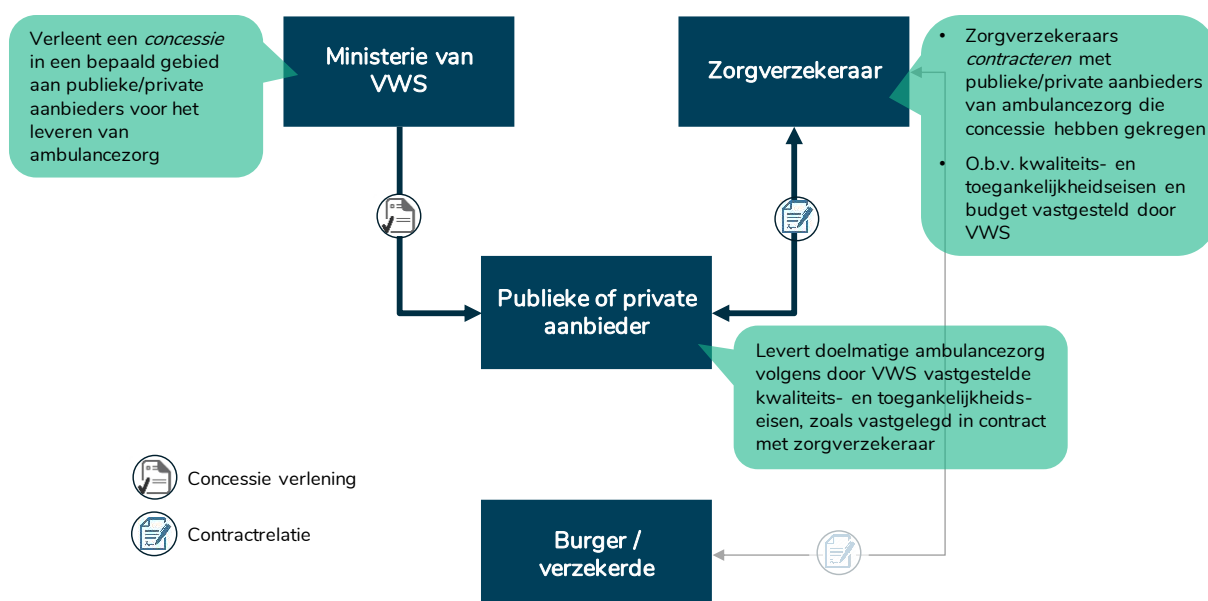 Verleent een concessie
in een bepaald gebied
aan publieke/private
aanbieders voor het
leveren van
ambulancezorg
Ministerie van
VWS
Zorgverzekeraar
• Zorgverzekeraars
contracteren met
publieke/private aanbieders
van ambulancezorg die
concessie hebben gekregen
• O.b.v. kwaliteits- en
toegankelijkheidseisen en
budget vastgesteld door
VWS
Publieke of private
aanbieder
Levert doelmatige ambulancezorg
volgens door VWS vastgestelde
kwaliteits- en toegankelijkheids-
eisen, zoals vastgelegd in contract
met zorgverzekeraar
Concessie verlening
Contractrelatie
Burger /
verzekerde